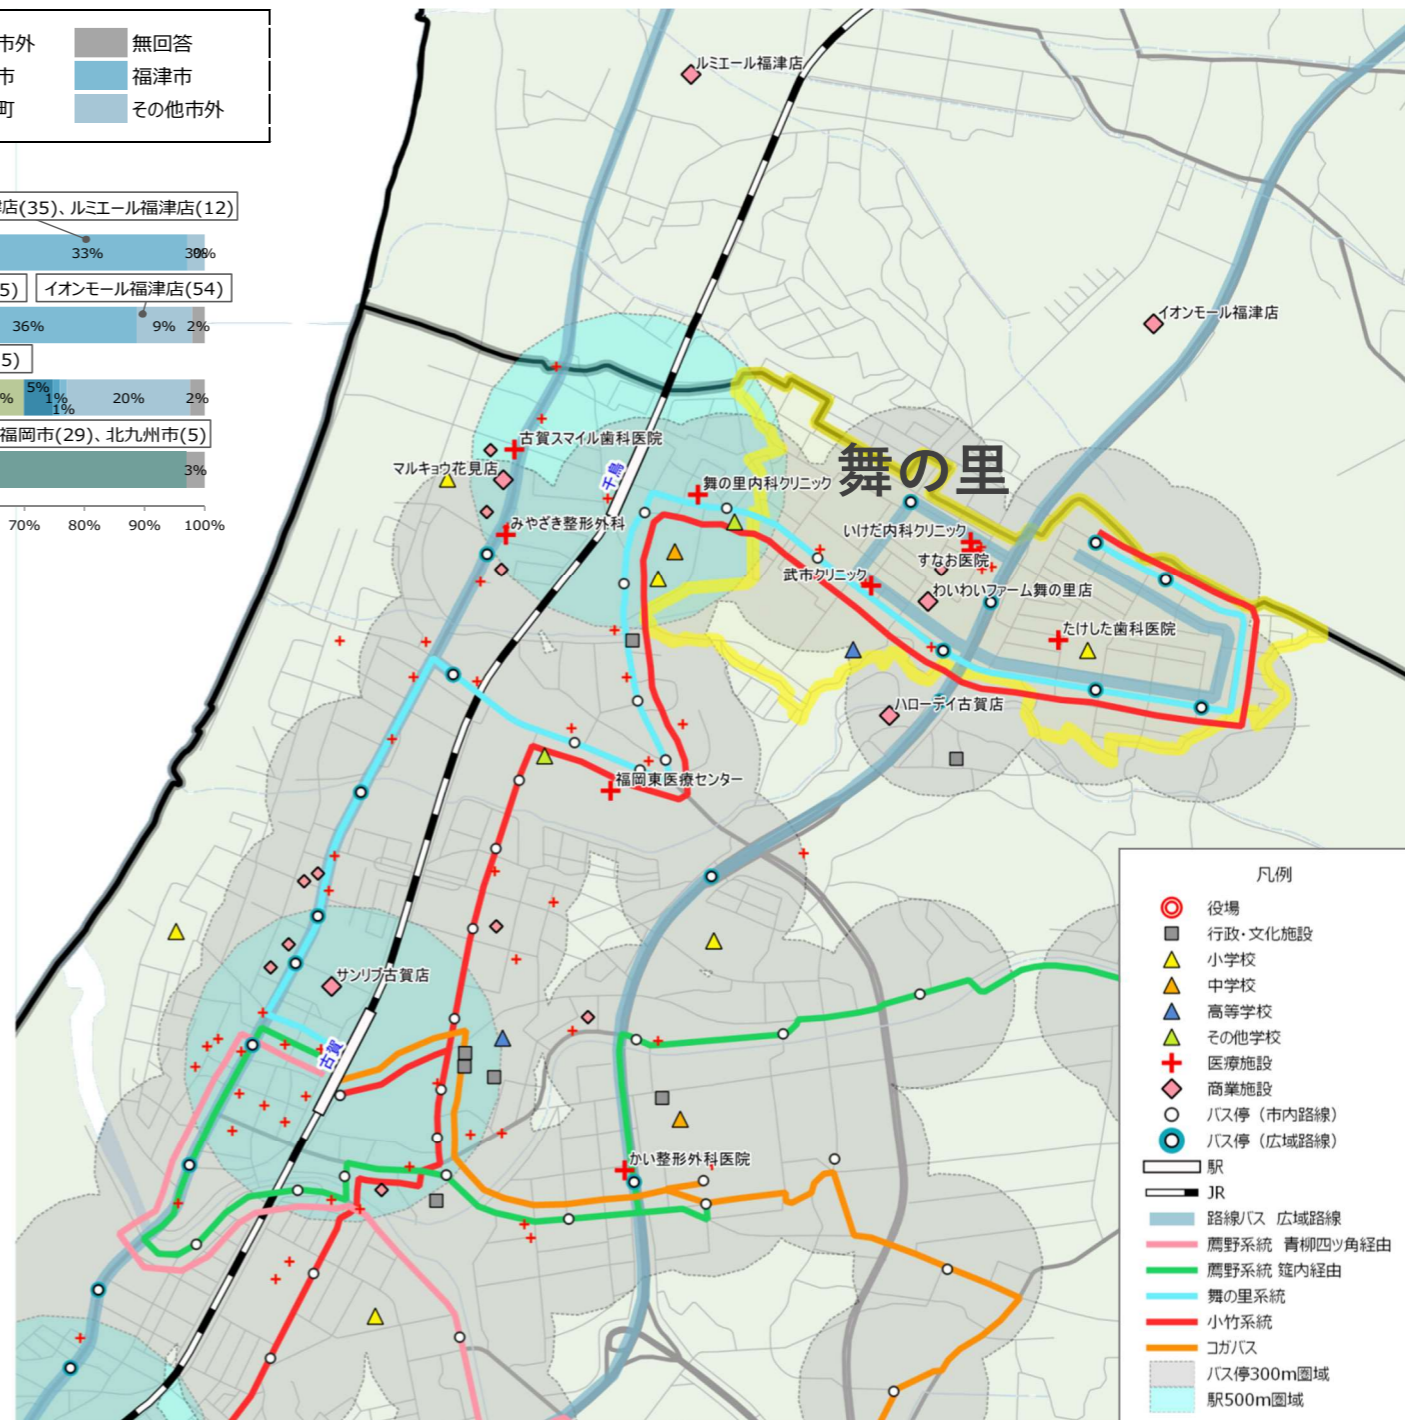 市外
無回答
市
福津市
町
その他市外
店(35)、ルミエール福津店(12)
33%
3%
0%
5)
イオンモール福津店(54)
36%
9%
2%
5)
%
5%
1%
1%
20%
2%
福岡市(29)、北九州市(5)
3%
70%
80%
90%
100%
ルミエール福津店
イオンモール福津店
古賀スマイル歯科医院
マルキョウ花見店
千鳥
舞の里
舞の里内科クリニック
みやざき整形外科
いけだ内科クリニック
すなお医院
武市クリニック
わいわいファーム舞の里店
たけした歯科医院
ハローデイ古賀店
福岡東医療センター
サンリブ古賀店
古賀
かい整形外科医院
凡例
役場
行政・文化施設
小学校
中学校
高等学校
その他学校
医療施設
商業施設
バス停（市内路線）
バス停（広域路線）
駅
JR
路線バス 広域路線
薦野系統 青柳四ツ角経由
薦野系統 筵内経由
舞の里系統
小竹系統
コガバス
バス停300m圏域
駅500m圏域